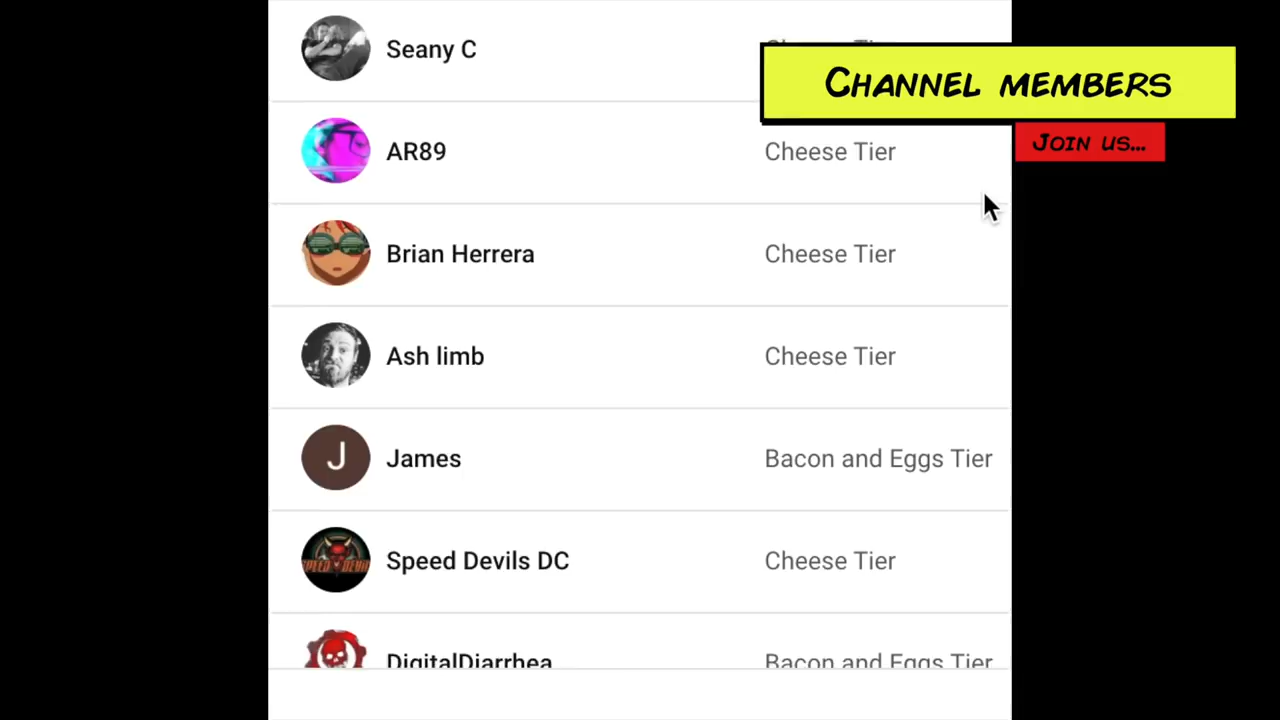 Seany C
CHANNEL MEMBERS
JOIN US...
AR89 Cheese Tier
Brian Herrera Cheese Tier
Ash limb Cheese Tier
J James Bacon and Eggs Tier
Speed Devils DC Cheese Tier
DigitalDiarrhea Bacon and Eggs Tier